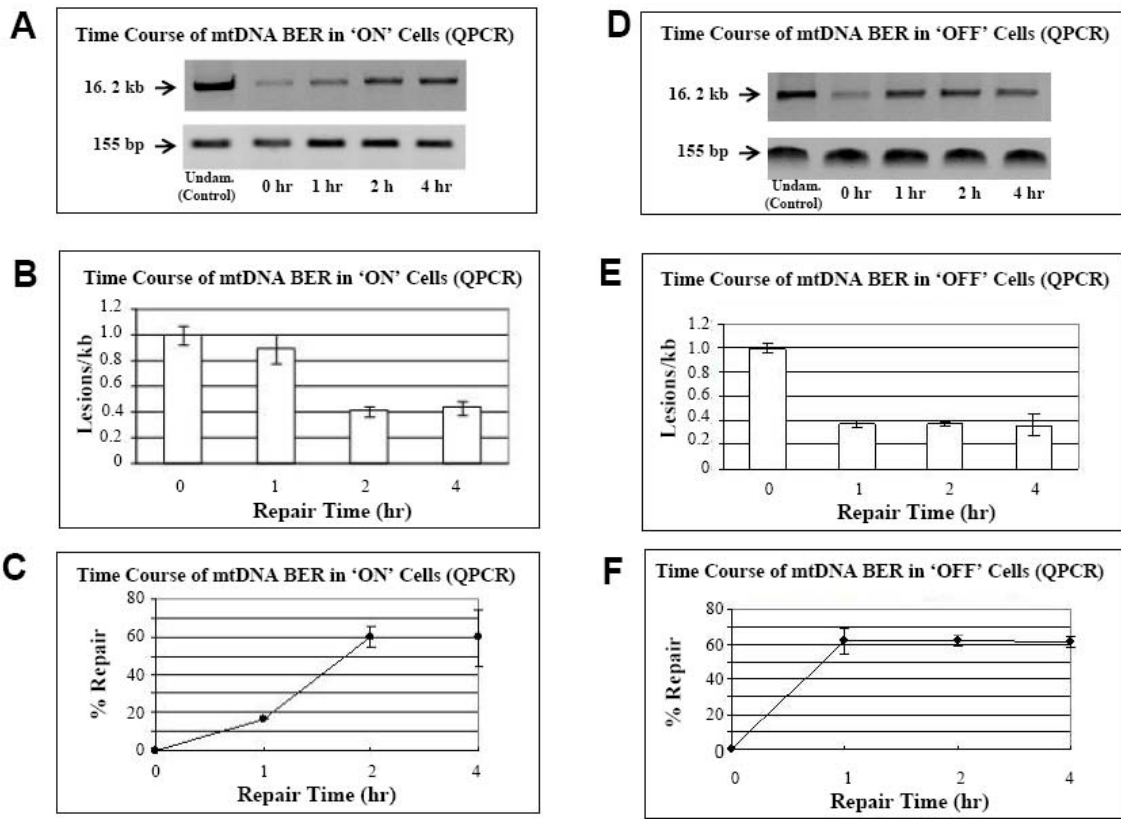 A
Time Course of mtDNA BER in ‘ON’ Cells (QPCR)
16. 2 kb
155 bp
Undam.
(Control)
0 hr 1 hr 2 h 4 hr
B
Time Course of mtDNA BER in ‘ON’ Cells (QPCR)
Lesions/kb
1.2
1.0
0.8
0.6
0.4
0.2
0
0 1 2 4
Repair Time (hr)
C
Time Course of mtDNA BER in ‘ON’ Cells (QPCR)
% Repair
80
60
40
20
0
0 1 2 4
Repair Time (hr)
D
Time Course of mtDNA BER in ‘OFF’ Cells (QPCR)
16. 2 kb
155 bp
Undam.
(Control)
0 hr 1 hr 2 h 4 hr
E
Time Course of mtDNA BER in ‘OFF’ Cells (QPCR)
Lesions/kb
1.2
1.0
0.8
0.6
0.4
0.2
0
0 1 2 4
Repair Time (hr)
F
Time Course of mtDNA BER in ‘OFF’ Cells (QPCR)
% Repair
80
60
40
20
0
0 1 2 4
Repair Time (hr)